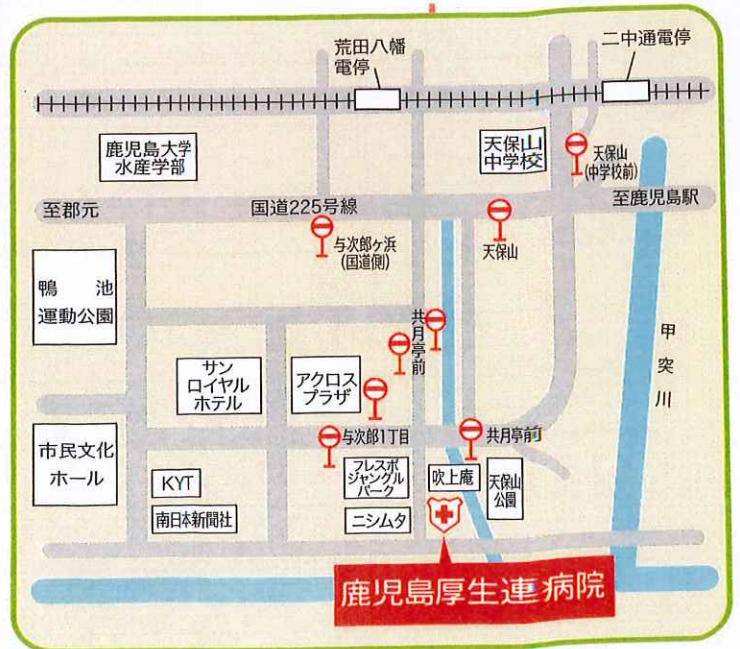 荒田八幡
電停
二中通電停
鹿児島大学
水産学部
天保山
中学校
天保山
(中学校前)
至郡元
国道225号線
至鹿児島駅
与次郎ヶ浜
(国道側)
天保山
鴨 池
運動公園
共月亭前
甲突川
サン
ロイヤル
ホテル
アクロス
プラザ
市民文化
ホール
与次郎1丁目
共月亭前
KYT
フレスポ
ジャングル
パーク
吹上庵
天保山
公園
南日本新聞社
ニシムタ
鹿児島厚生連病院